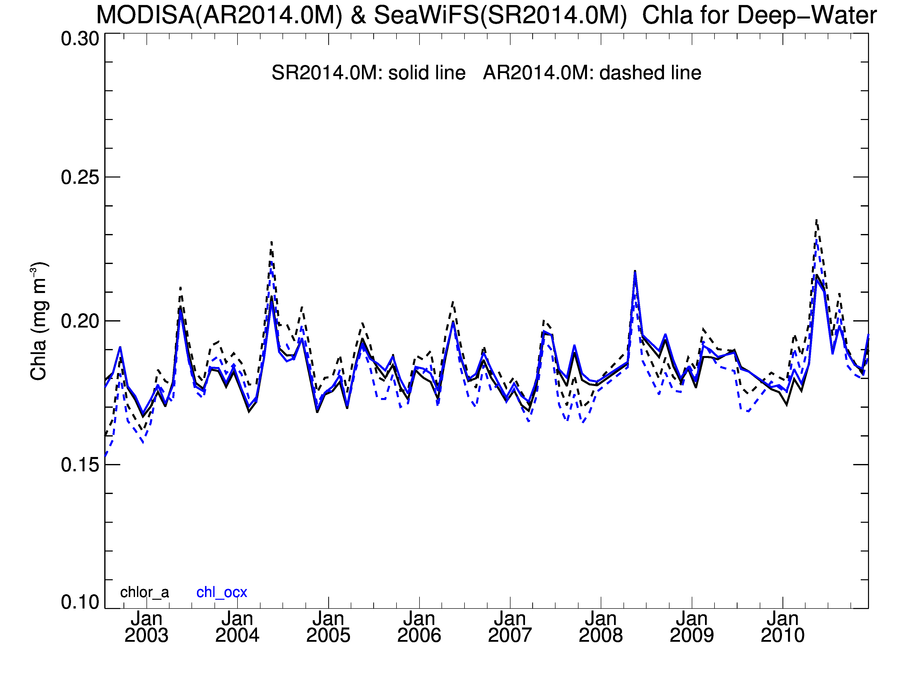 MODISA(AR2014.0M) & SeaWiFS(SR2014.0M)  Chla for Deep−Water
SR2014.0M: solid line   AR2014.0M: dashed line
0.30
0.25
0.20
0.15
0.10
Chla (mg m⁻³)
chlor_a   chl_ocx
Jan Jan Jan Jan Jan Jan Jan Jan
2003 2004 2005 2006 2007 2008 2009 2010